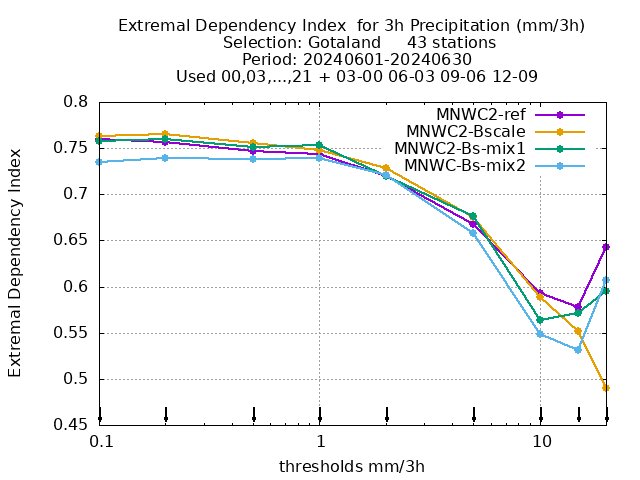 Extremal Dependency Index  for 3h Precipitation (mm/3h)
Selection: Gotaland     43 stations
Period: 20240601-20240630
Used 00,03,...,21 + 03-00 06-03 09-06 12-09
MNWC2-ref
MNWC2-Bscale
MNWC2-Bs-mix1
MNWC-Bs-mix2
Extremal Dependency Index
0.8
0.75
0.7
0.65
0.6
0.55
0.5
0.45
0.1 1 10
thresholds mm/3h